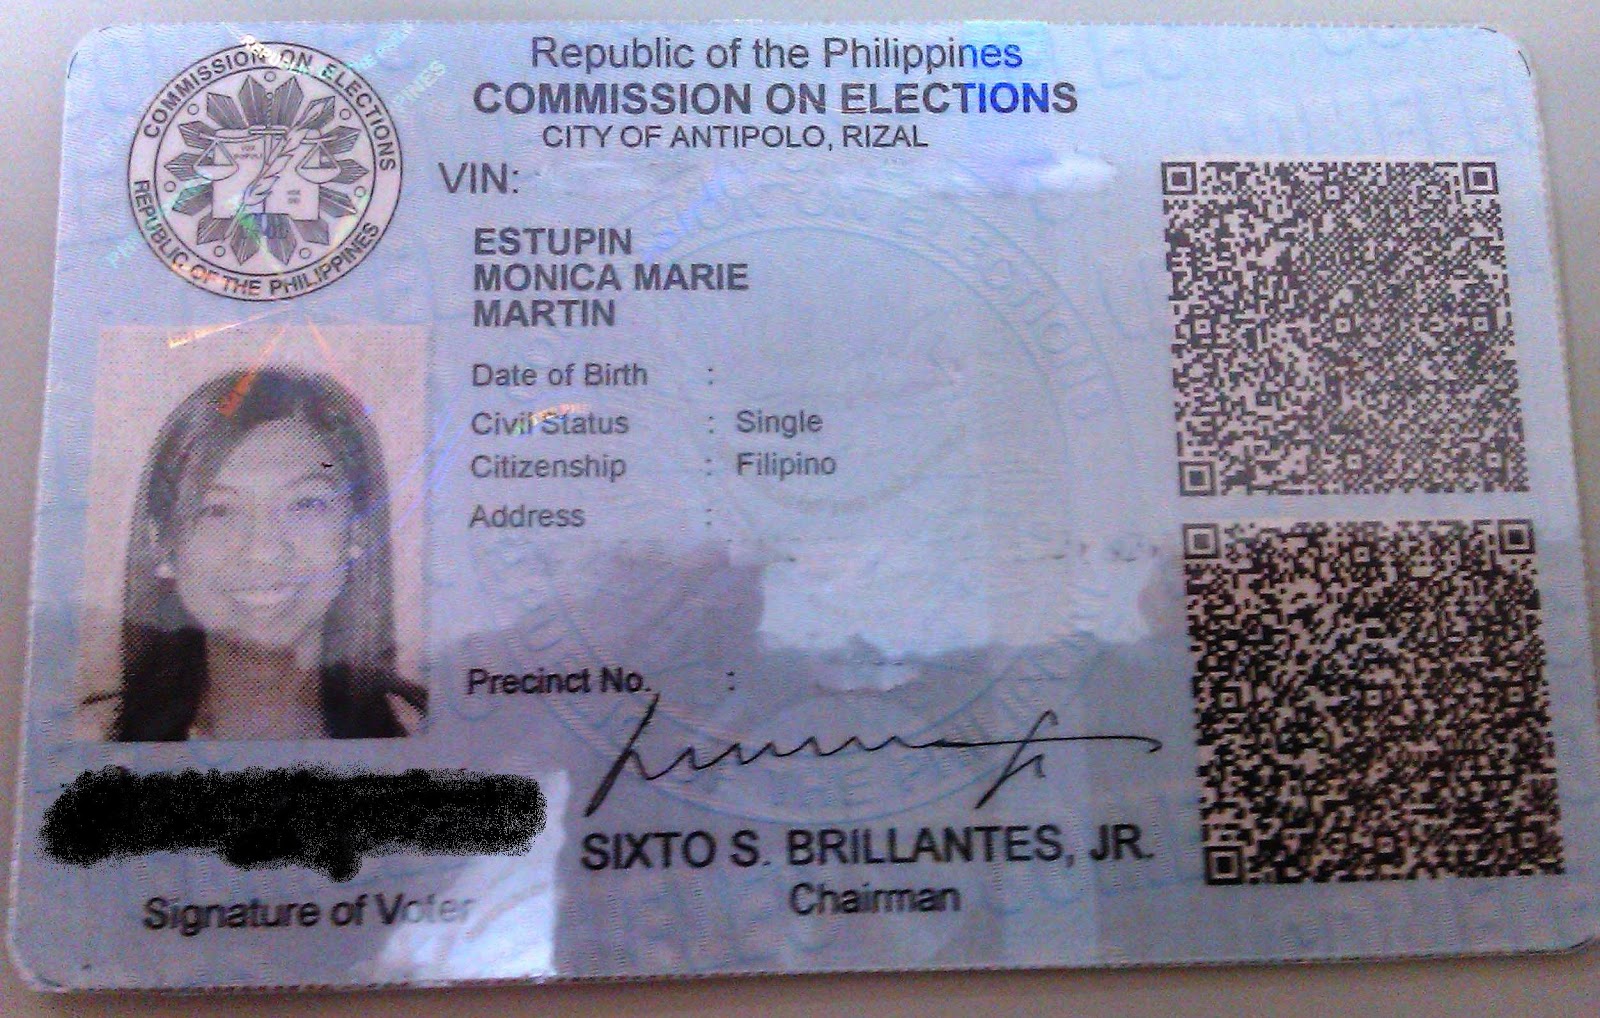 COMMISSION ON ELECTIONS
REPUBLIC OF THE PHILIPPINES
Republic of the Philippines
COMMISSION ON ELECTIONS
CITY OF ANTIPOLO, RIZAL
VIN:
ESTUPIN
MONICA MARIE
MARTIN
Date of Birth :
Civil Status : Single
Citizenship : Filipino
Address :
Precinct No. :
SIXTO S. BRILLANTES, JR.
Chairman
Signature of Voter